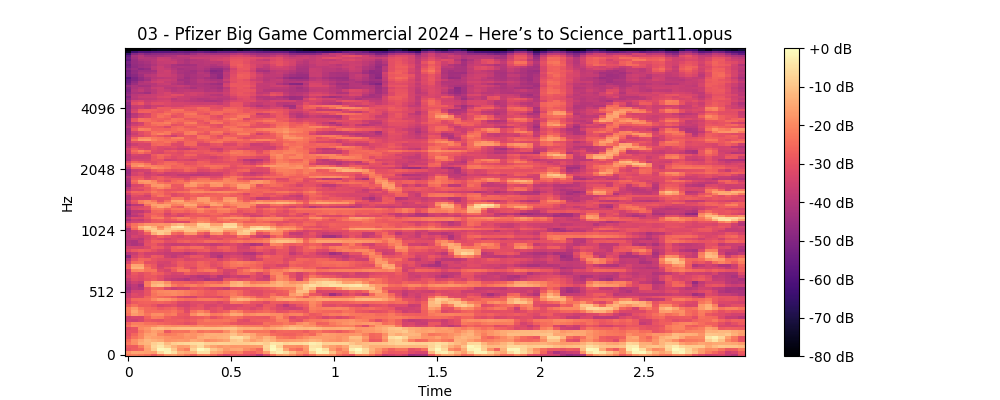 03 - Pfizer Big Game Commercial 2024 – Here’s to Science_part11.opus
4096
2048
1024
512
0
Hz
0
0.5
1
1.5
2
2.5
Time
+0 dB
-10 dB
-20 dB
-30 dB
-40 dB
-50 dB
-60 dB
-70 dB
-80 dB